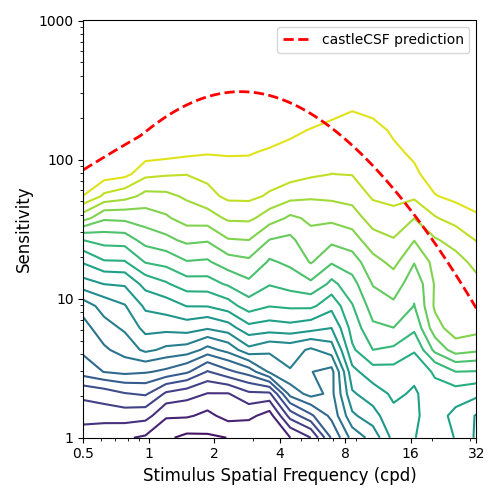 1000
castleCSF prediction
100
Sensitivity
10
1
0.5 1 2 4 8 16 32
Stimulus Spatial Frequency (cpd)